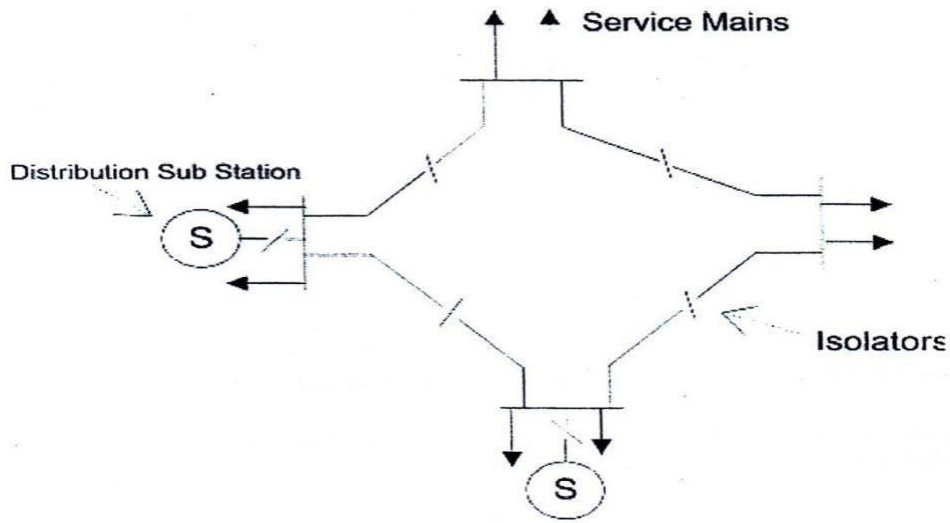 Service Mains
Distribution Sub Station
S
Isolators
S